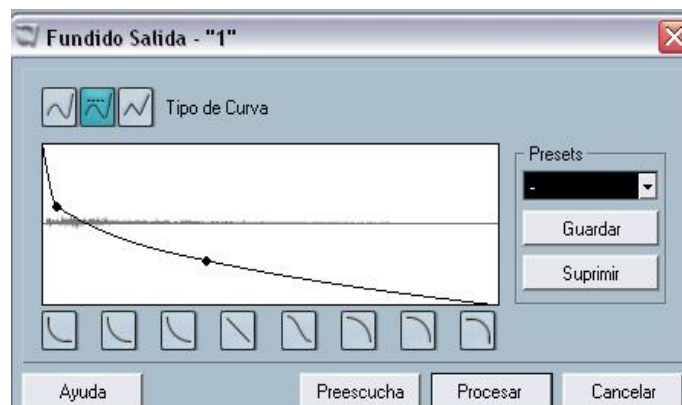 Fundido Salida - "1"
Tipo de Curva
Presets
-
Guardar
Suprimir
Ayuda
Preescucha
Procesar
Cancelar